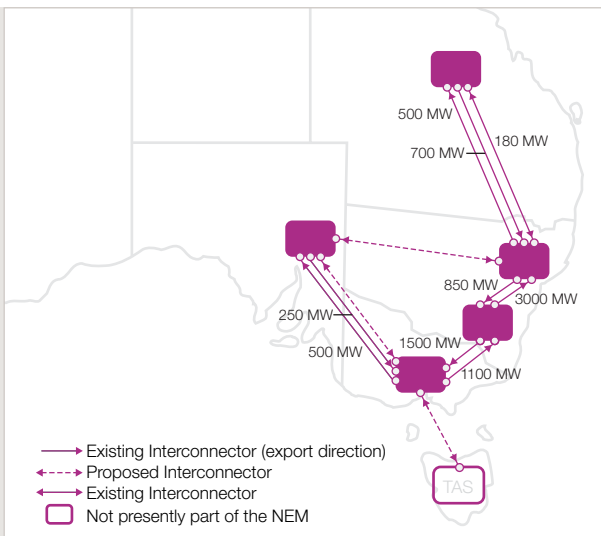 500 MW
180 MW
700 MW
850 MW
3000 MW
250 MW
1500 MW
500 MW
1100 MW
TAS
Existing Interconnector (export direction)
Proposed Interconnector
Existing Interconnector
Not presently part of the NEM